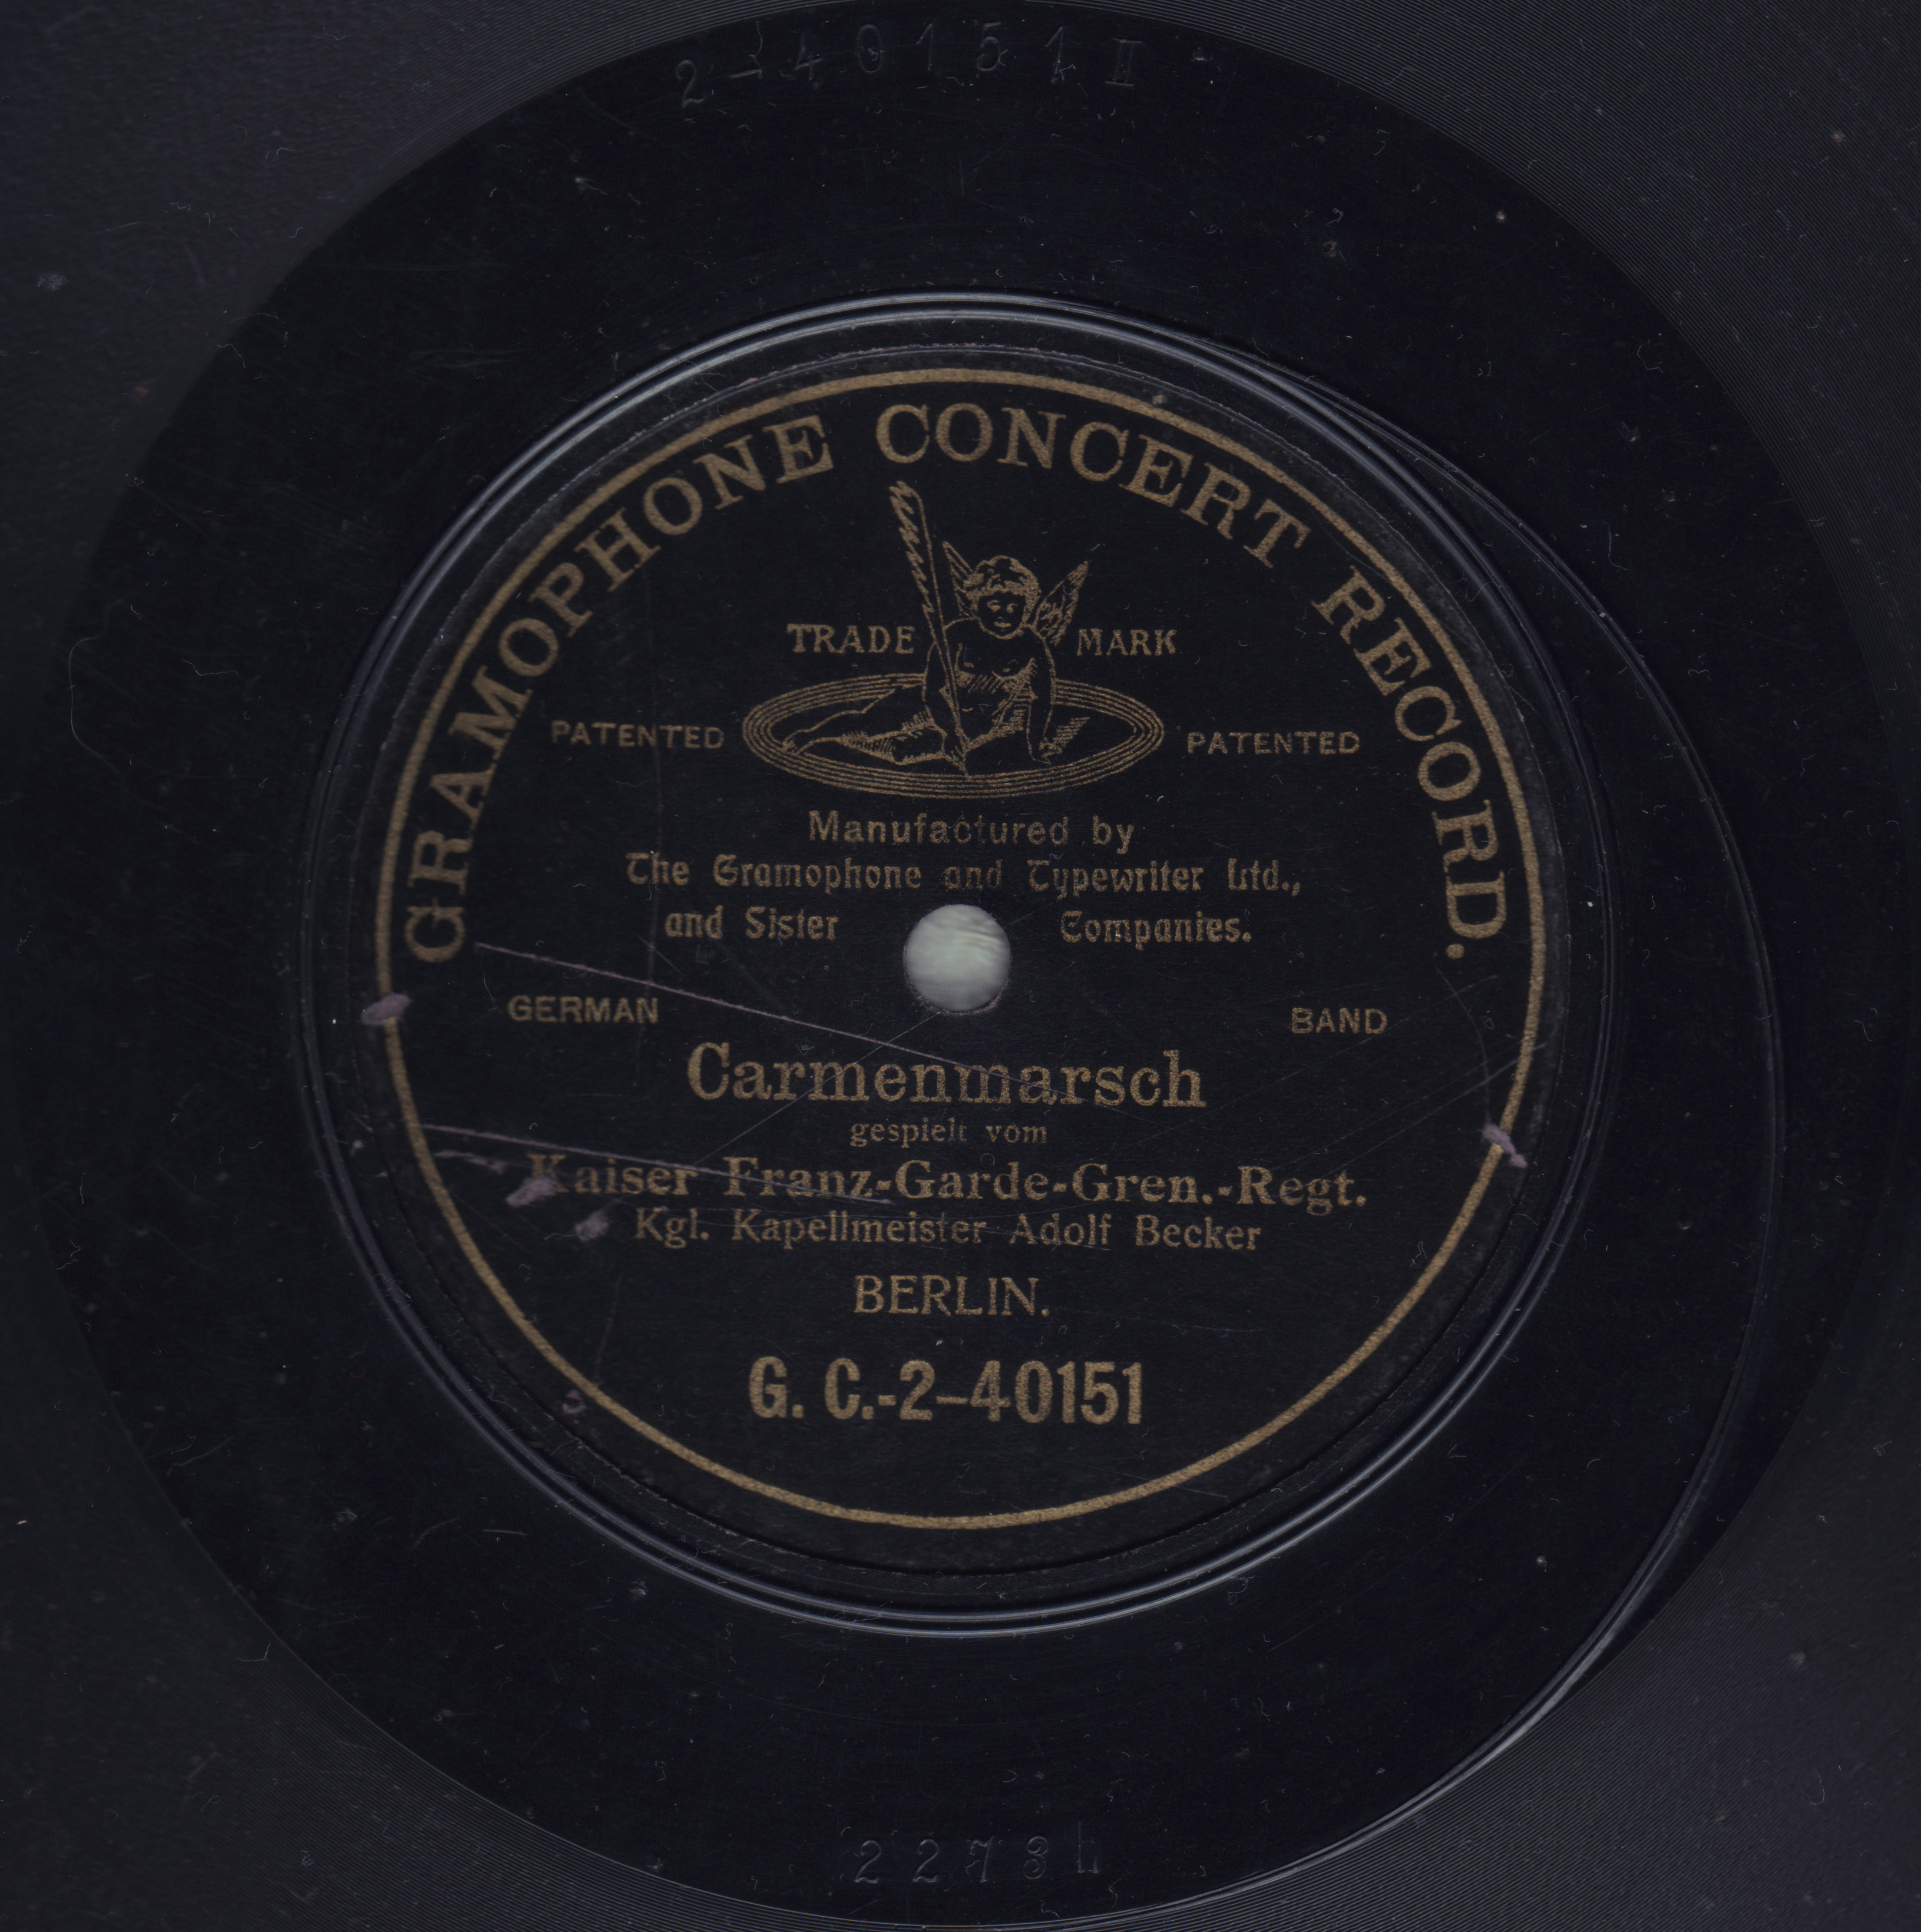 2-40151 II
GRAMOPHONE CONCERT RECORD.
TRADE MARK
PATENTED PATENTED
Manufactured by
The Gramophone and Typewriter Ltd.,
and Sister Companies.
GERMAN BAND
Carmenmarsch
gespielt vom
Kaiser Franz-Garde-Gren.-Regt.
Kgl. Kapellmeister Adolf Becker
BERLIN.
G. C.-2-40151
2273h